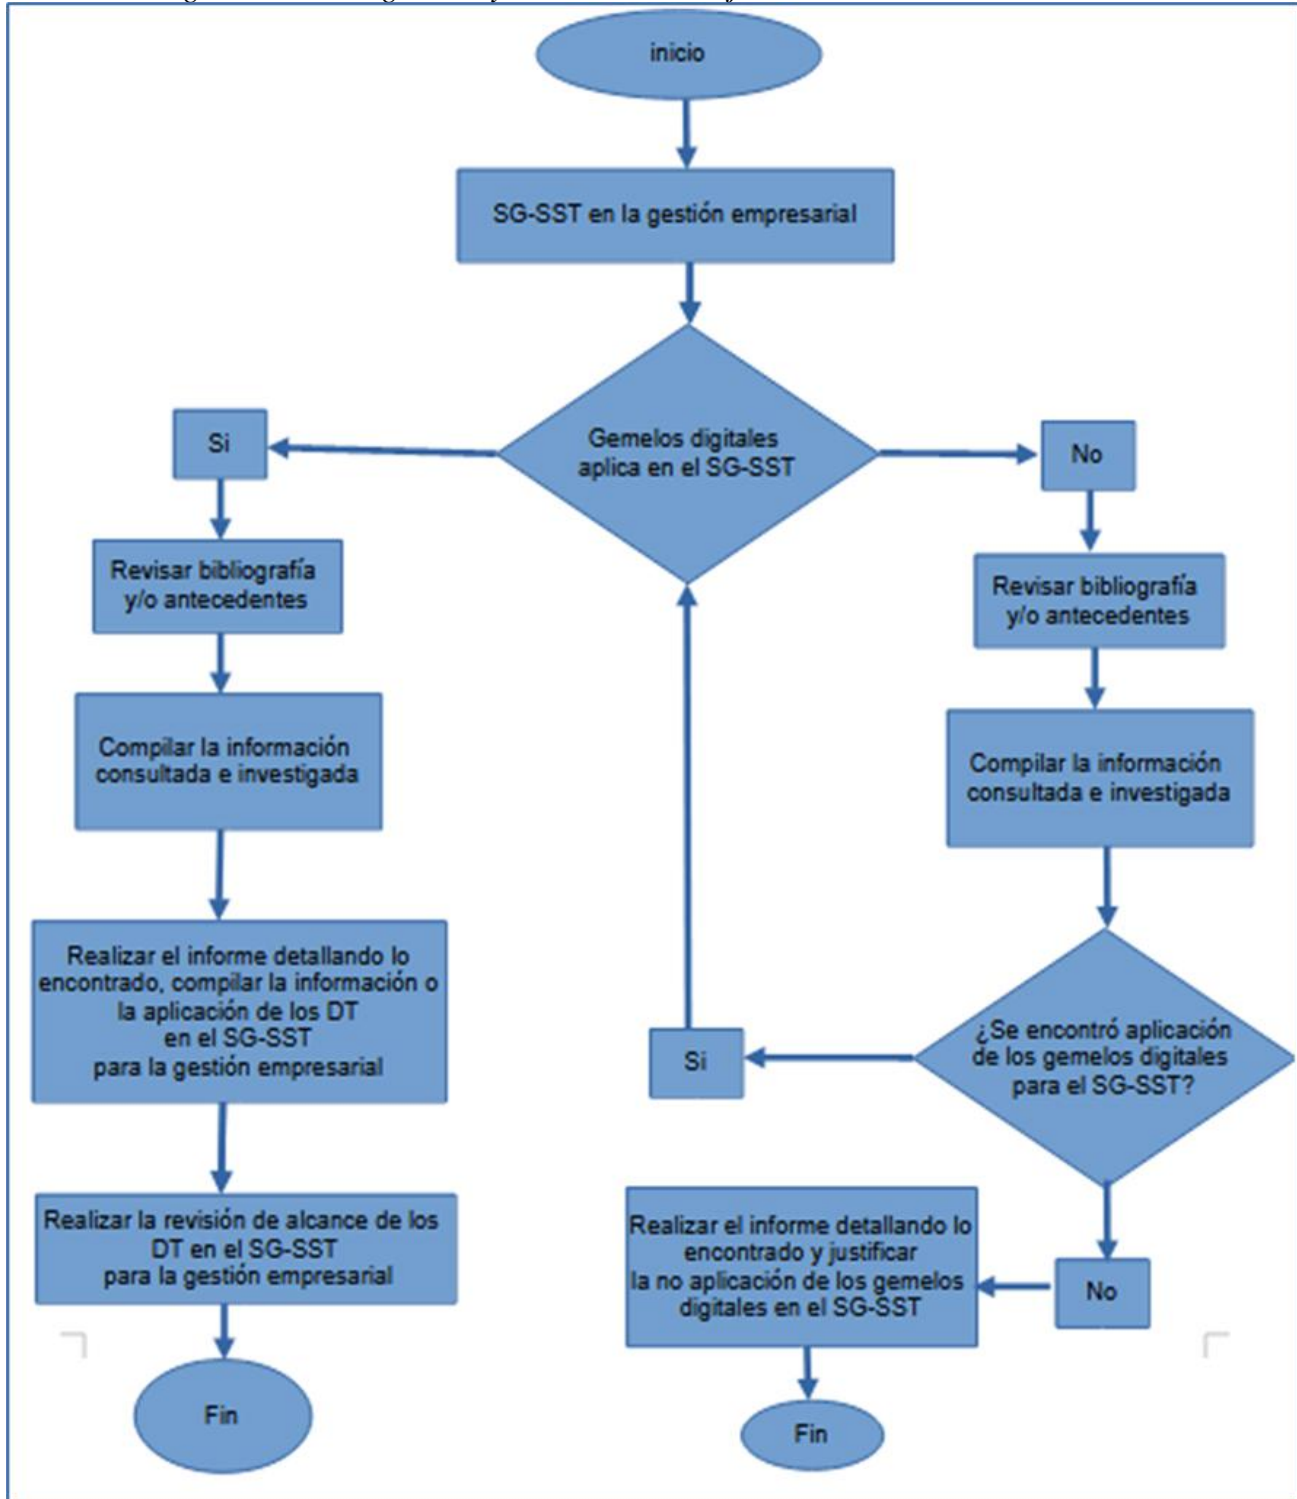 inicio
SG-SST en la gestión empresarial
Gemelos digitales
aplica en el SG-SST
Si
Revisar bibliografía
y/o antecedentes
Compilar la información
consultada e investigada
Realizar el informe detallando lo
encontrado, compilar la información o
la aplicación de los DT
en el SG-SST
para la gestión empresarial
Realizar la revisión de alcance de los
DT en el SG-SST
para la gestión empresarial
Fin
No
Revisar bibliografía
y/o antecedentes
Compilar la información
consultada e investigada
¿Se encontró aplicación
de los gemelos digitales
para el SG-SST?
Si
No
Realizar el informe detallando lo
encontrado y justificar
la no aplicación de los gemelos
digitales en el SG-SST
Fin